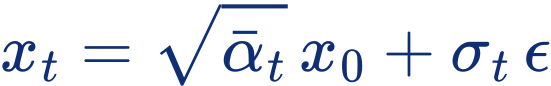 $x_t = \sqrt{\bar{\alpha}_t}\, x_0 + \sigma_t\, \epsilon$